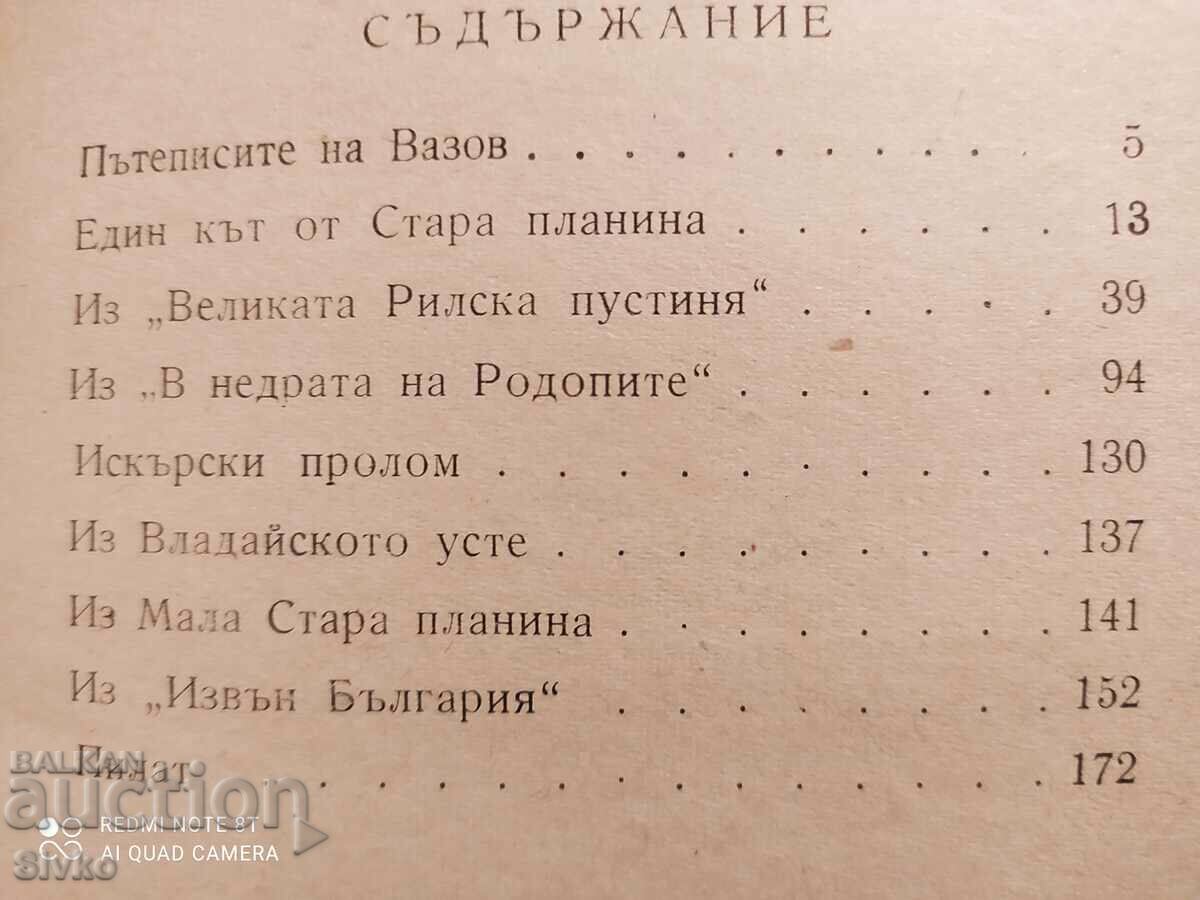 СЪДЪРЖАНИЕ
Пътеписите на Вазов . . . . . . . . . . . 5
Един кът от Стара планина . . . . . . 13
Из „Великата Рилска пустиня“ . . . . . 39
Из „В недрата на Родопите“ . . . . . . 94
Искърски пролом . . . . . . . . . . 130
Из Владайското усте . . . . . . . . . 137
Из Мала Стара планина . . . . . . . . 141
Из „Извън България“ . . . . . . . . 152
Пилат . . . . . . . . . . . . . . 172
BALKAN
auction
REDMI NOTE 8T
AI QUAD CAMERA
Sivko